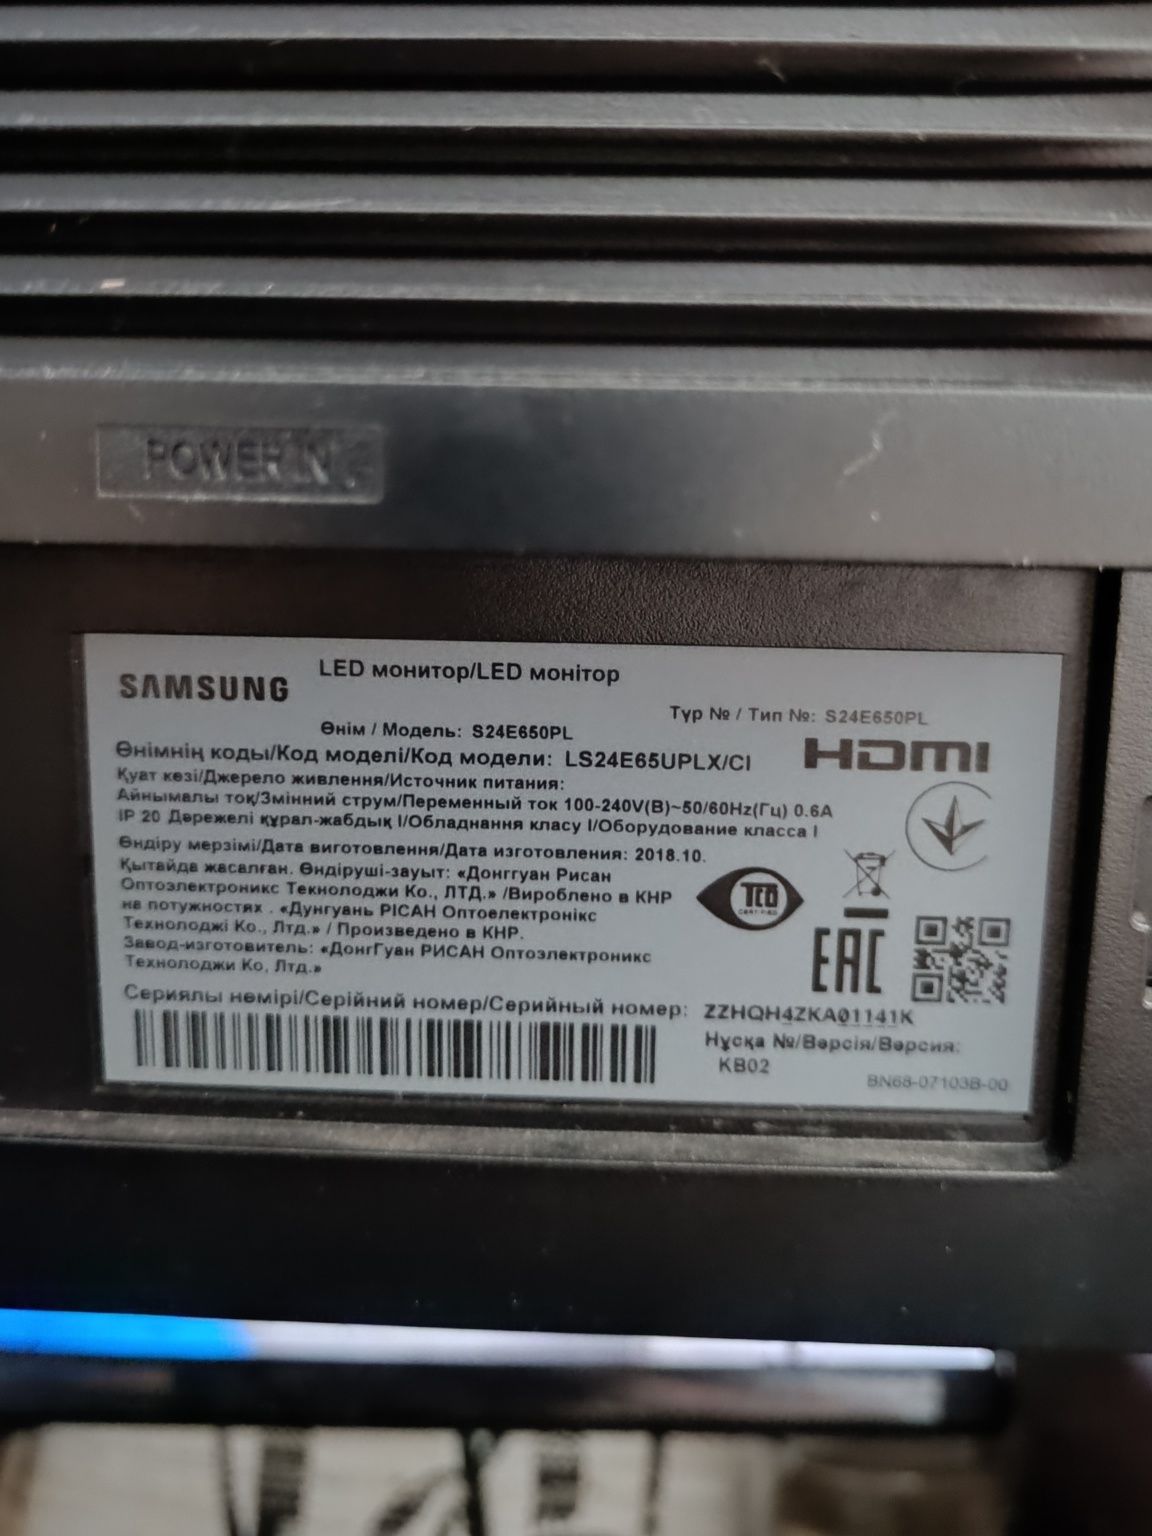 POWER IN
SAMSUNG
LED монитор/LED монітор
Түр № / Тип №: S24E650PL
Өнім / Модель: S24E650PL
Өнімнің коды/Код моделі/Код модели: LS24E65UPLX/CI
HDMI
Қуат көзі/Джерело живлення/Источник питания:
Айнымалы ток/Змінний струм/Переменный ток 100-240V(B)~50/60Hz(Гц) 0.6A
IP 20 Дәрежелі құрал-жабдық I/Обладнання класу I/Оборудование класса I
Өндіру мерзімі/Дата виготовлення/Дата изготовления: 2018.10.
Қытайда жасалған. Өндіруші-зауыт: «Донггуан Рисан
Оптоэлектроникс Текнолоджи Ко., ЛТД.» /Вироблено в КНР
на потужностях . «Дунгуань РІСАН Оптоелектронікс
Технолоджі Ко., Лтд.» / Произведено в КНР.
Завод-изготовитель: «ДонгГуан РИСАН Оптоэлектроникс
Технолоджи Ко, Лтд.»
TCO
CERTIFIED
EAC
Сериялы нөмірі/Серійний номер/Серийный номер: ZZHQH4ZKA01141K
Нұсқа №/Версія/Версия:
KB02
BN68-07103B-00